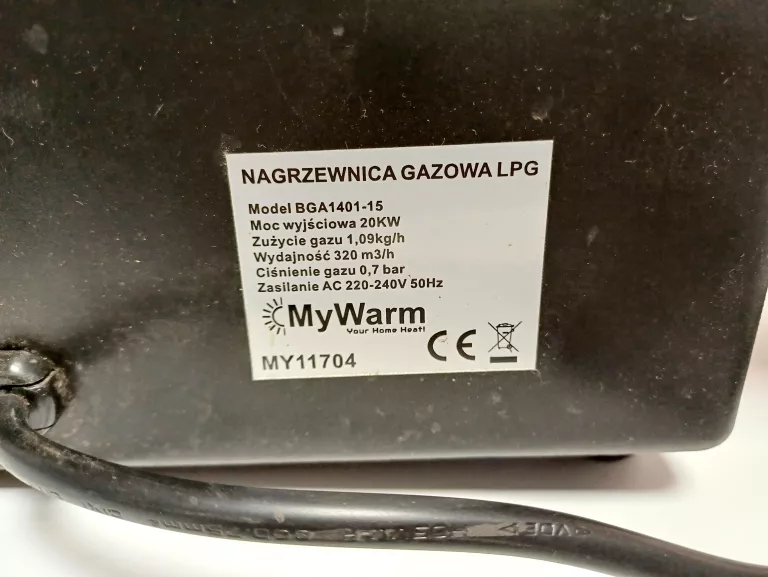 NAGRZEWNICA GAZOWA LPG
Model BGA1401-15
Moc wyjściowa 20KW
Zużycie gazu 1,09kg/h
Wydajność 320 m3/h
Ciśnienie gazu 0,7 bar
Zasilanie AC 220-240V 50Hz
MyWarm
Your Home Heat!
MY11704
CE
VDE